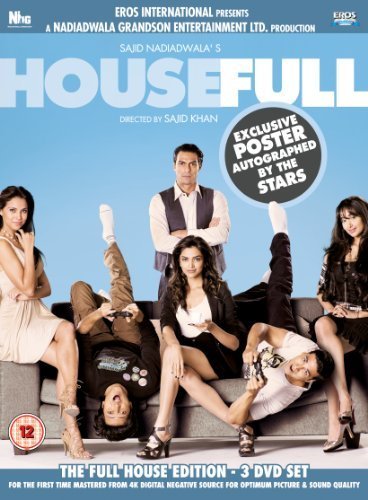 Nhg
EROS INTERNATIONAL PRESENTS
A NADIADWALA GRANDSON ENTERTAINMENT LTD. PRODUCTION
EROS
SAJID NADIADWALA'S
HOUSEFULL
DIRECTED BY SAJID KHAN
EXCLUSIVE
POSTER
AUTOGRAPHED
BY THE
STARS
12
THE 'FULL HOUSE' EDITION - 3 DVD SET
FOR THE FIRST TIME MASTERED FROM 4K DIGITAL NEGATIVE SOURCE FOR OPTIMUM PICTURE & SOUND QUALITY